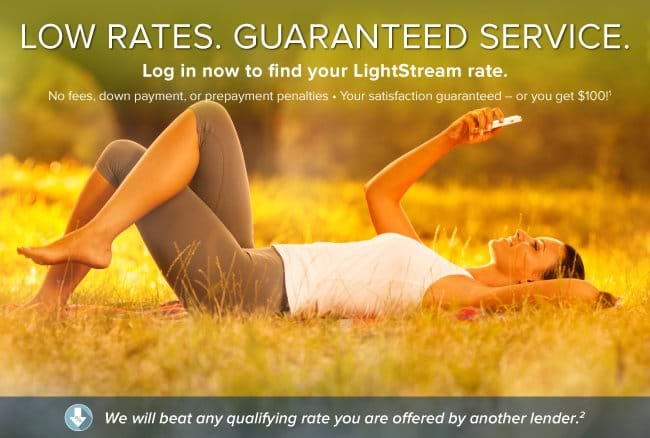 LOW RATES. GUARANTEED SERVICE.
Log in now to find your LightStream rate.
No fees, down payment, or prepayment penalties • Your satisfaction guaranteed – or you get $100!¹
We will beat any qualifying rate you are offered by another lender.²